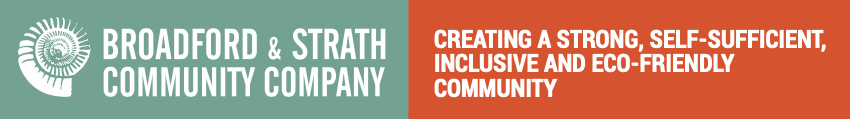 BROADFORD & STRATH
COMMUNITY COMPANY
CREATING A STRONG, SELF-SUFFICIENT,
INCLUSIVE AND ECO-FRIENDLY
COMMUNITY